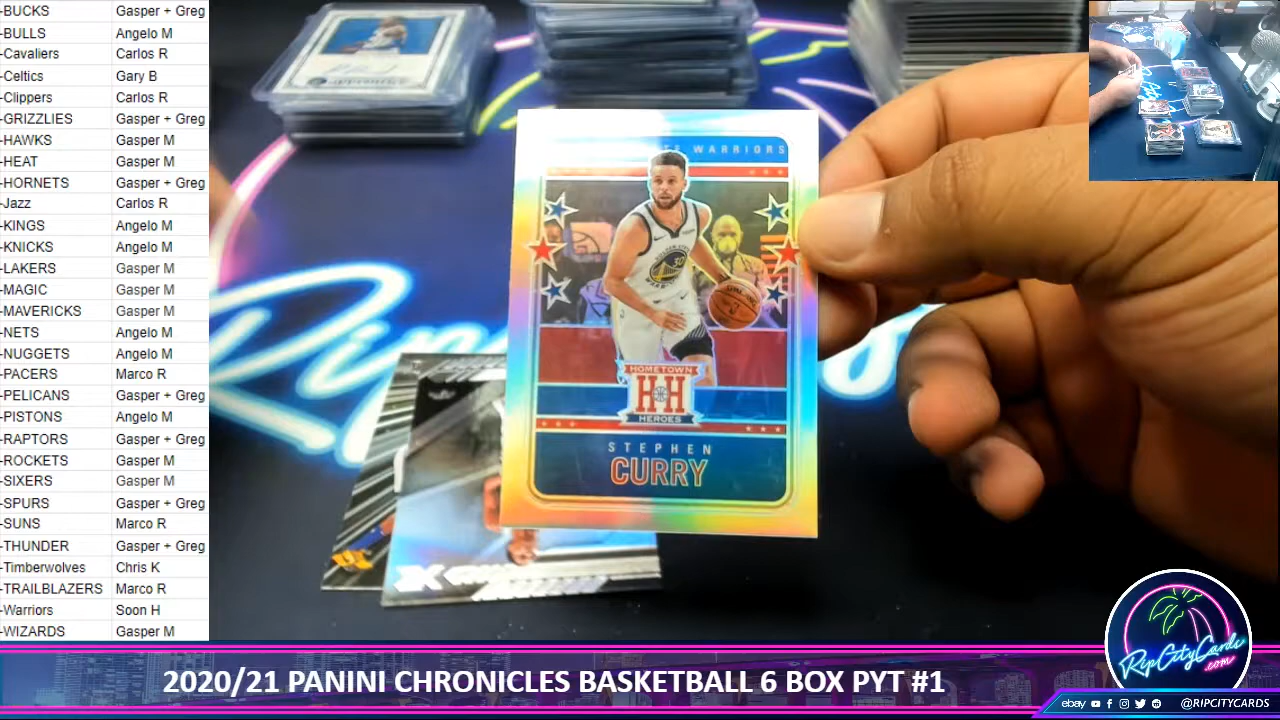 -BUCKS Gasper + Greg
-BULLS Angelo M
-Cavaliers Carlos R
-Celtics Gary B
-Clippers Carlos R
-GRIZZLIES Gasper + Greg
-HAWKS Gasper M
-HEAT Gasper M
-HORNETS Gasper + Greg
-Jazz Carlos R
-KINGS Angelo M
-KNICKS Angelo M
-LAKERS Gasper M
-MAGIC Gasper M
-MAVERICKS Gasper M
-NETS Angelo M
-NUGGETS Angelo M
-PACERS Marco R
-PELICANS Gasper + Greg
-PISTONS Angelo M
-RAPTORS Gasper + Greg
-ROCKETS Gasper M
-SIXERS Gasper M
-SPURS Gasper + Greg
-SUNS Marco R
-THUNDER Gasper + Greg
-Timberwolves Chris K
-TRAILBLAZERS Marco R
-Warriors Soon H
-WIZARDS Gasper M
WARRIORS
30
HOMETOWN
HH
HEROES
STEPHEN
CURRY
2020/21 PANINI CHRONICLES BASKETBALL 6 BOX PYT #1
RipCityCards
.com
ebay @RIPCITYCARDS